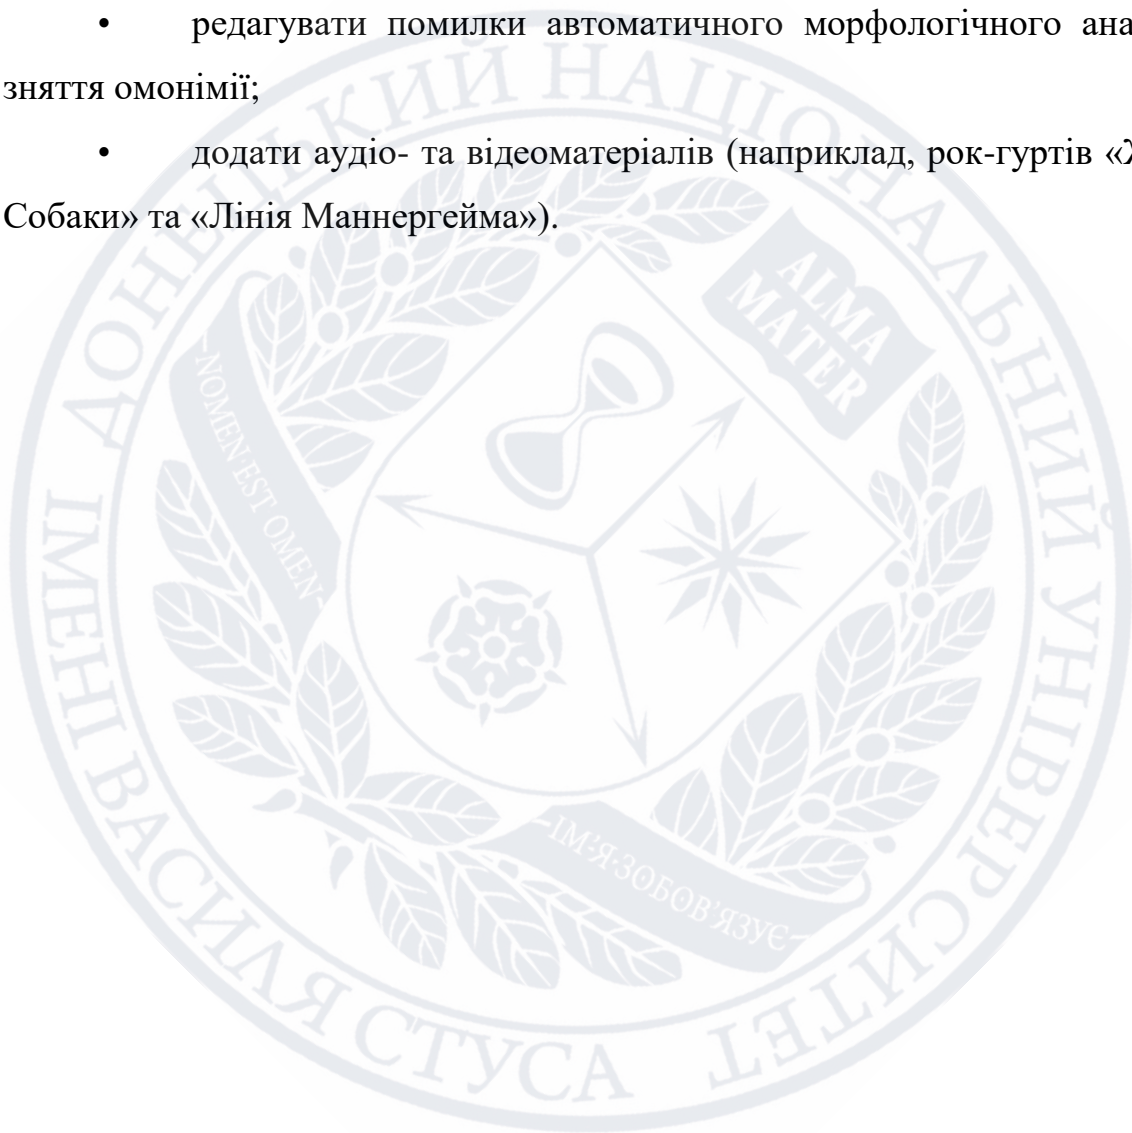 • редагувати помилки автоматичного морфологічного
зняття омонімії;
• додати аудіо- та відеоматеріалів (наприклад, рок-гуртів
Собаки» та «Лінія Маннергейма»).
ДОНЕЦЬКИЙ НАЦІОНАЛЬНИЙ УНІВЕРСИТЕТ
ІМЕНІ ВАСИЛЯ СТУСА
ALMA
MATER
NOMEN EST OMEN
ІМ'Я ЗОБОВ'ЯЗУЄ